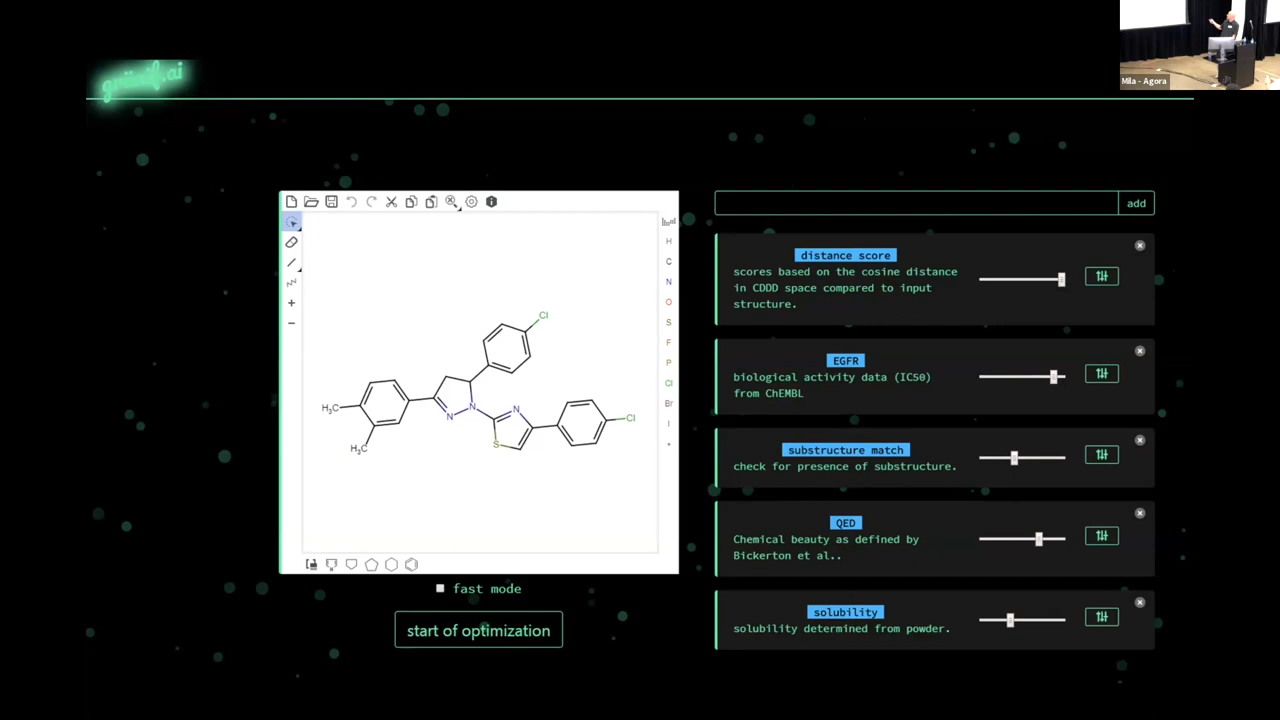 grünif.ai
Mila - Agora
add
distance score
scores based on the cosine distance
in CDDD space compared to input
structure.
EGFR
biological activity data (IC50)
from ChEMBL
substructure match
check for presence of substructure.
QED
Chemical beauty as defined by
Bickerton et al..
solubility
solubility determined from powder.
H
C
N
O
S
F
P
Cl
Br
I
*
Cl
H₃C
H₃C
N
N
N
S
Cl
fast mode
start of optimization